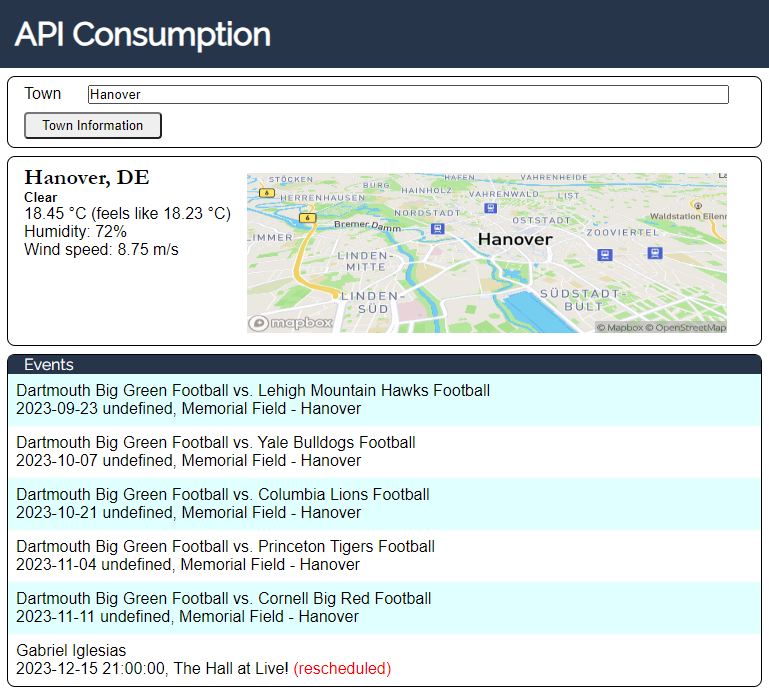 API Consumption
Town
Hanover
Town Information
Hanover, DE
Clear
18.45 °C (feels like 18.23 °C)
Humidity: 72%
Wind speed: 8.75 m/s
STÖCKEN
BURG
HAFEN
VAHRENHEIDE
6
HERRENHAUSEN
HAINHOLZ
VAHRENWALD
LIST
6
NORDSTADT
OSTSTADT
Waldstation Eilenr
LIMMER
Bremer Damm
Hanover
ZOOVIERTEL
LINDEN-
MITTE
LINDEN-
SÜD
SÜDSTADT-
BULT
mapbox
© Mapbox © OpenStreetMap
Events
Dartmouth Big Green Football vs. Lehigh Mountain Hawks Football
2023-09-23 undefined, Memorial Field - Hanover
Dartmouth Big Green Football vs. Yale Bulldogs Football
2023-10-07 undefined, Memorial Field - Hanover
Dartmouth Big Green Football vs. Columbia Lions Football
2023-10-21 undefined, Memorial Field - Hanover
Dartmouth Big Green Football vs. Princeton Tigers Football
2023-11-04 undefined, Memorial Field - Hanover
Dartmouth Big Green Football vs. Cornell Big Red Football
2023-11-11 undefined, Memorial Field - Hanover
Gabriel Iglesias
2023-12-15 21:00:00, The Hall at Live! (rescheduled)